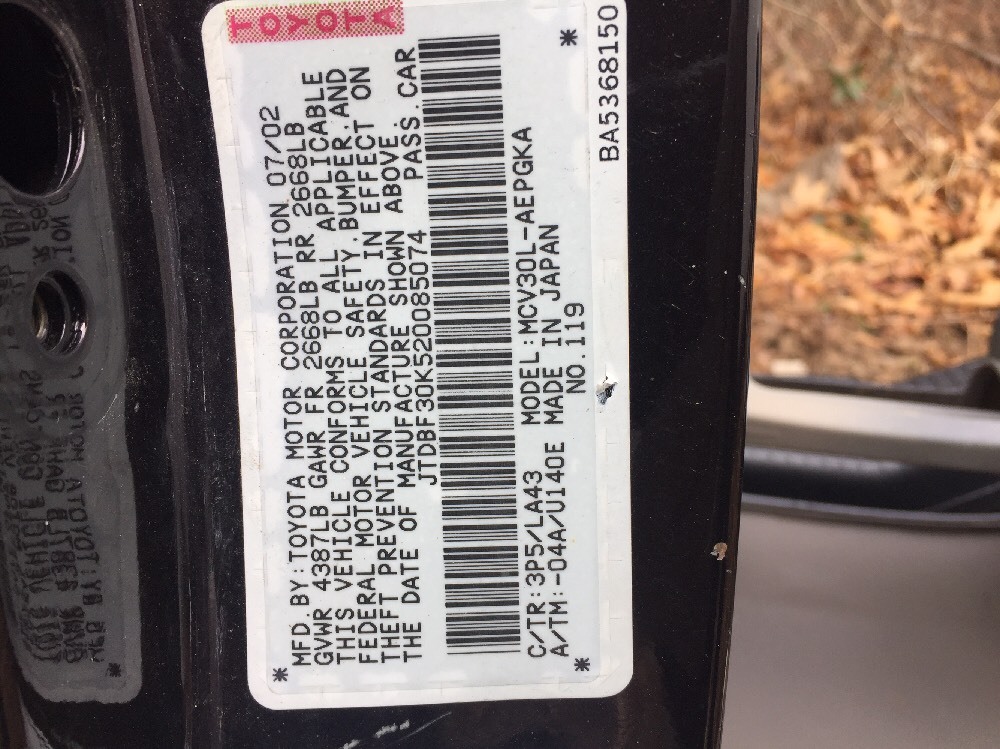 TOYOTA
MFD.BY:TOYOTA MOTOR CORPORATION 07/02
GVWR 4387LB GAWR FR 2668LB RR 2668LB
THIS VEHICLE CONFORMS TO ALL APPLICABLE
FEDERAL MOTOR VEHICLE SAFETY,BUMPER,AND
THEFT PREVENTION STANDARDS IN EFFECT ON
THE DATE OF MANUFACTURE SHOWN ABOVE.
JTDBF30K520085074 PASS.CAR
C/TR:3P5/LA43 MODEL:MCV30L-AEPGKA
A/TM:-04A/U140E MADE IN JAPAN
NO.119
* *
BA5368150